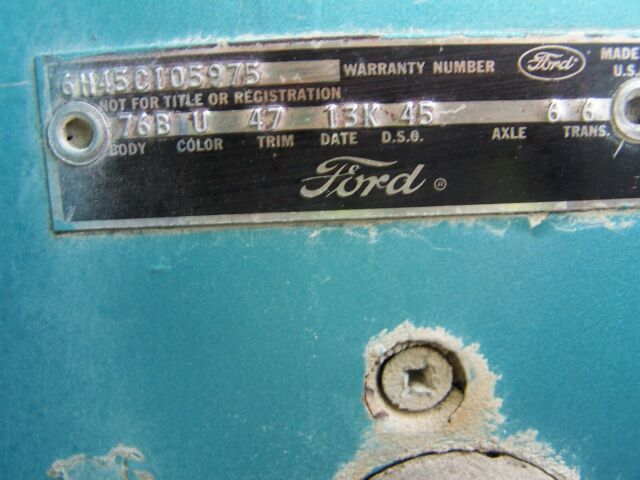 6H45C105975 WARRANTY NUMBER Ford MADE
NOT FOR TITLE OR REGISTRATION U.S.
76B U 47 13K 45 6 6
BODY COLOR TRIM DATE D.S.O. AXLE TRANS.
Ford ®